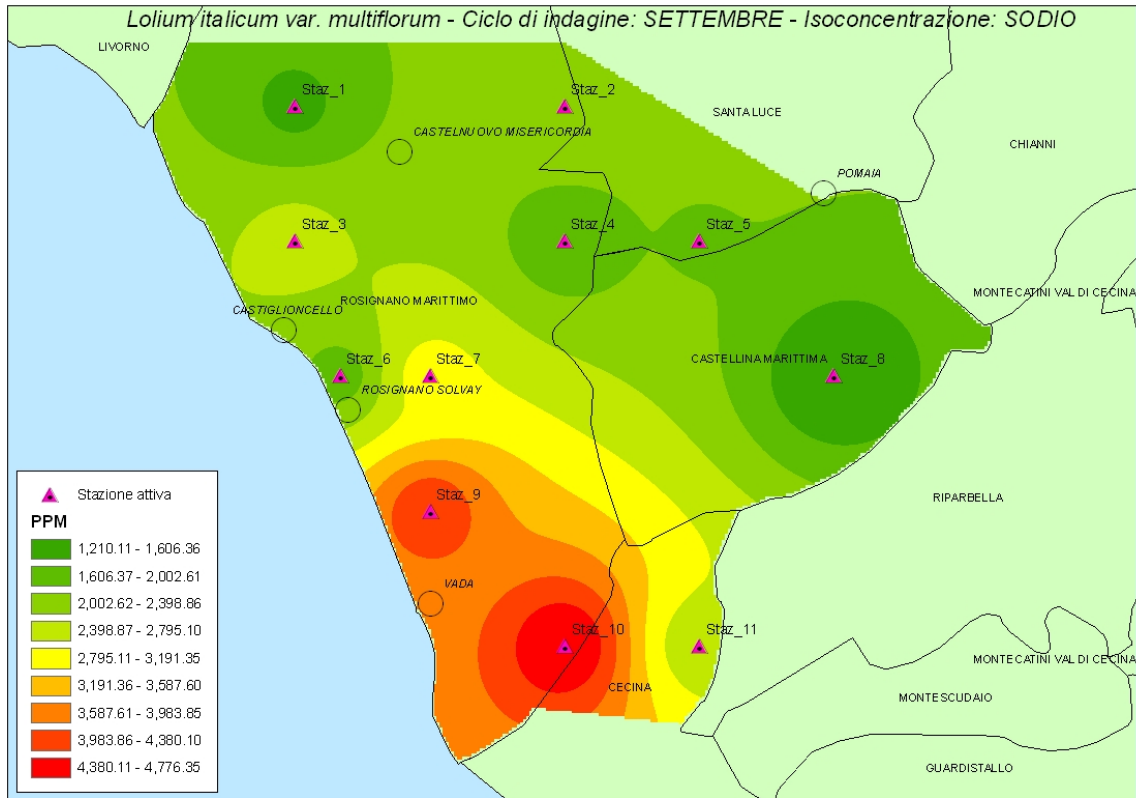 Lolium italicum var. multiflorum - Ciclo di indagine: SETTEMBRE - Isoconcentrazione: SODIO
LIVORNO
Staz_1
Staz_2
SANTA LUCE
CASTELNUOVO MISERICORDIA
CHIANNI
POMAIA
Staz_3
Staz_4
Staz_5
MONTECATINI VAL DI CECINA
ROSIGNANO MARITTIMO
CASTIGLIONCELLO
Staz_6
Staz_7
CASTELLINA MARITTIMA
Staz_8
ROSIGNANO SOLVAY
Staz_9
RIPARBELLA
VADA
Staz_10
Staz_11
MONTECATINI VAL DI CECINA
CECINA
MONTESCUDAIO
GUARDISTALLO
Stazione attiva
PPM
1,210.11 - 1,606.36
1,606.37 - 2,002.61
2,002.62 - 2,398.86
2,398.87 - 2,795.10
2,795.11 - 3,191.35
3,191.36 - 3,587.60
3,587.61 - 3,983.85
3,983.86 - 4,380.10
4,380.11 - 4,776.35